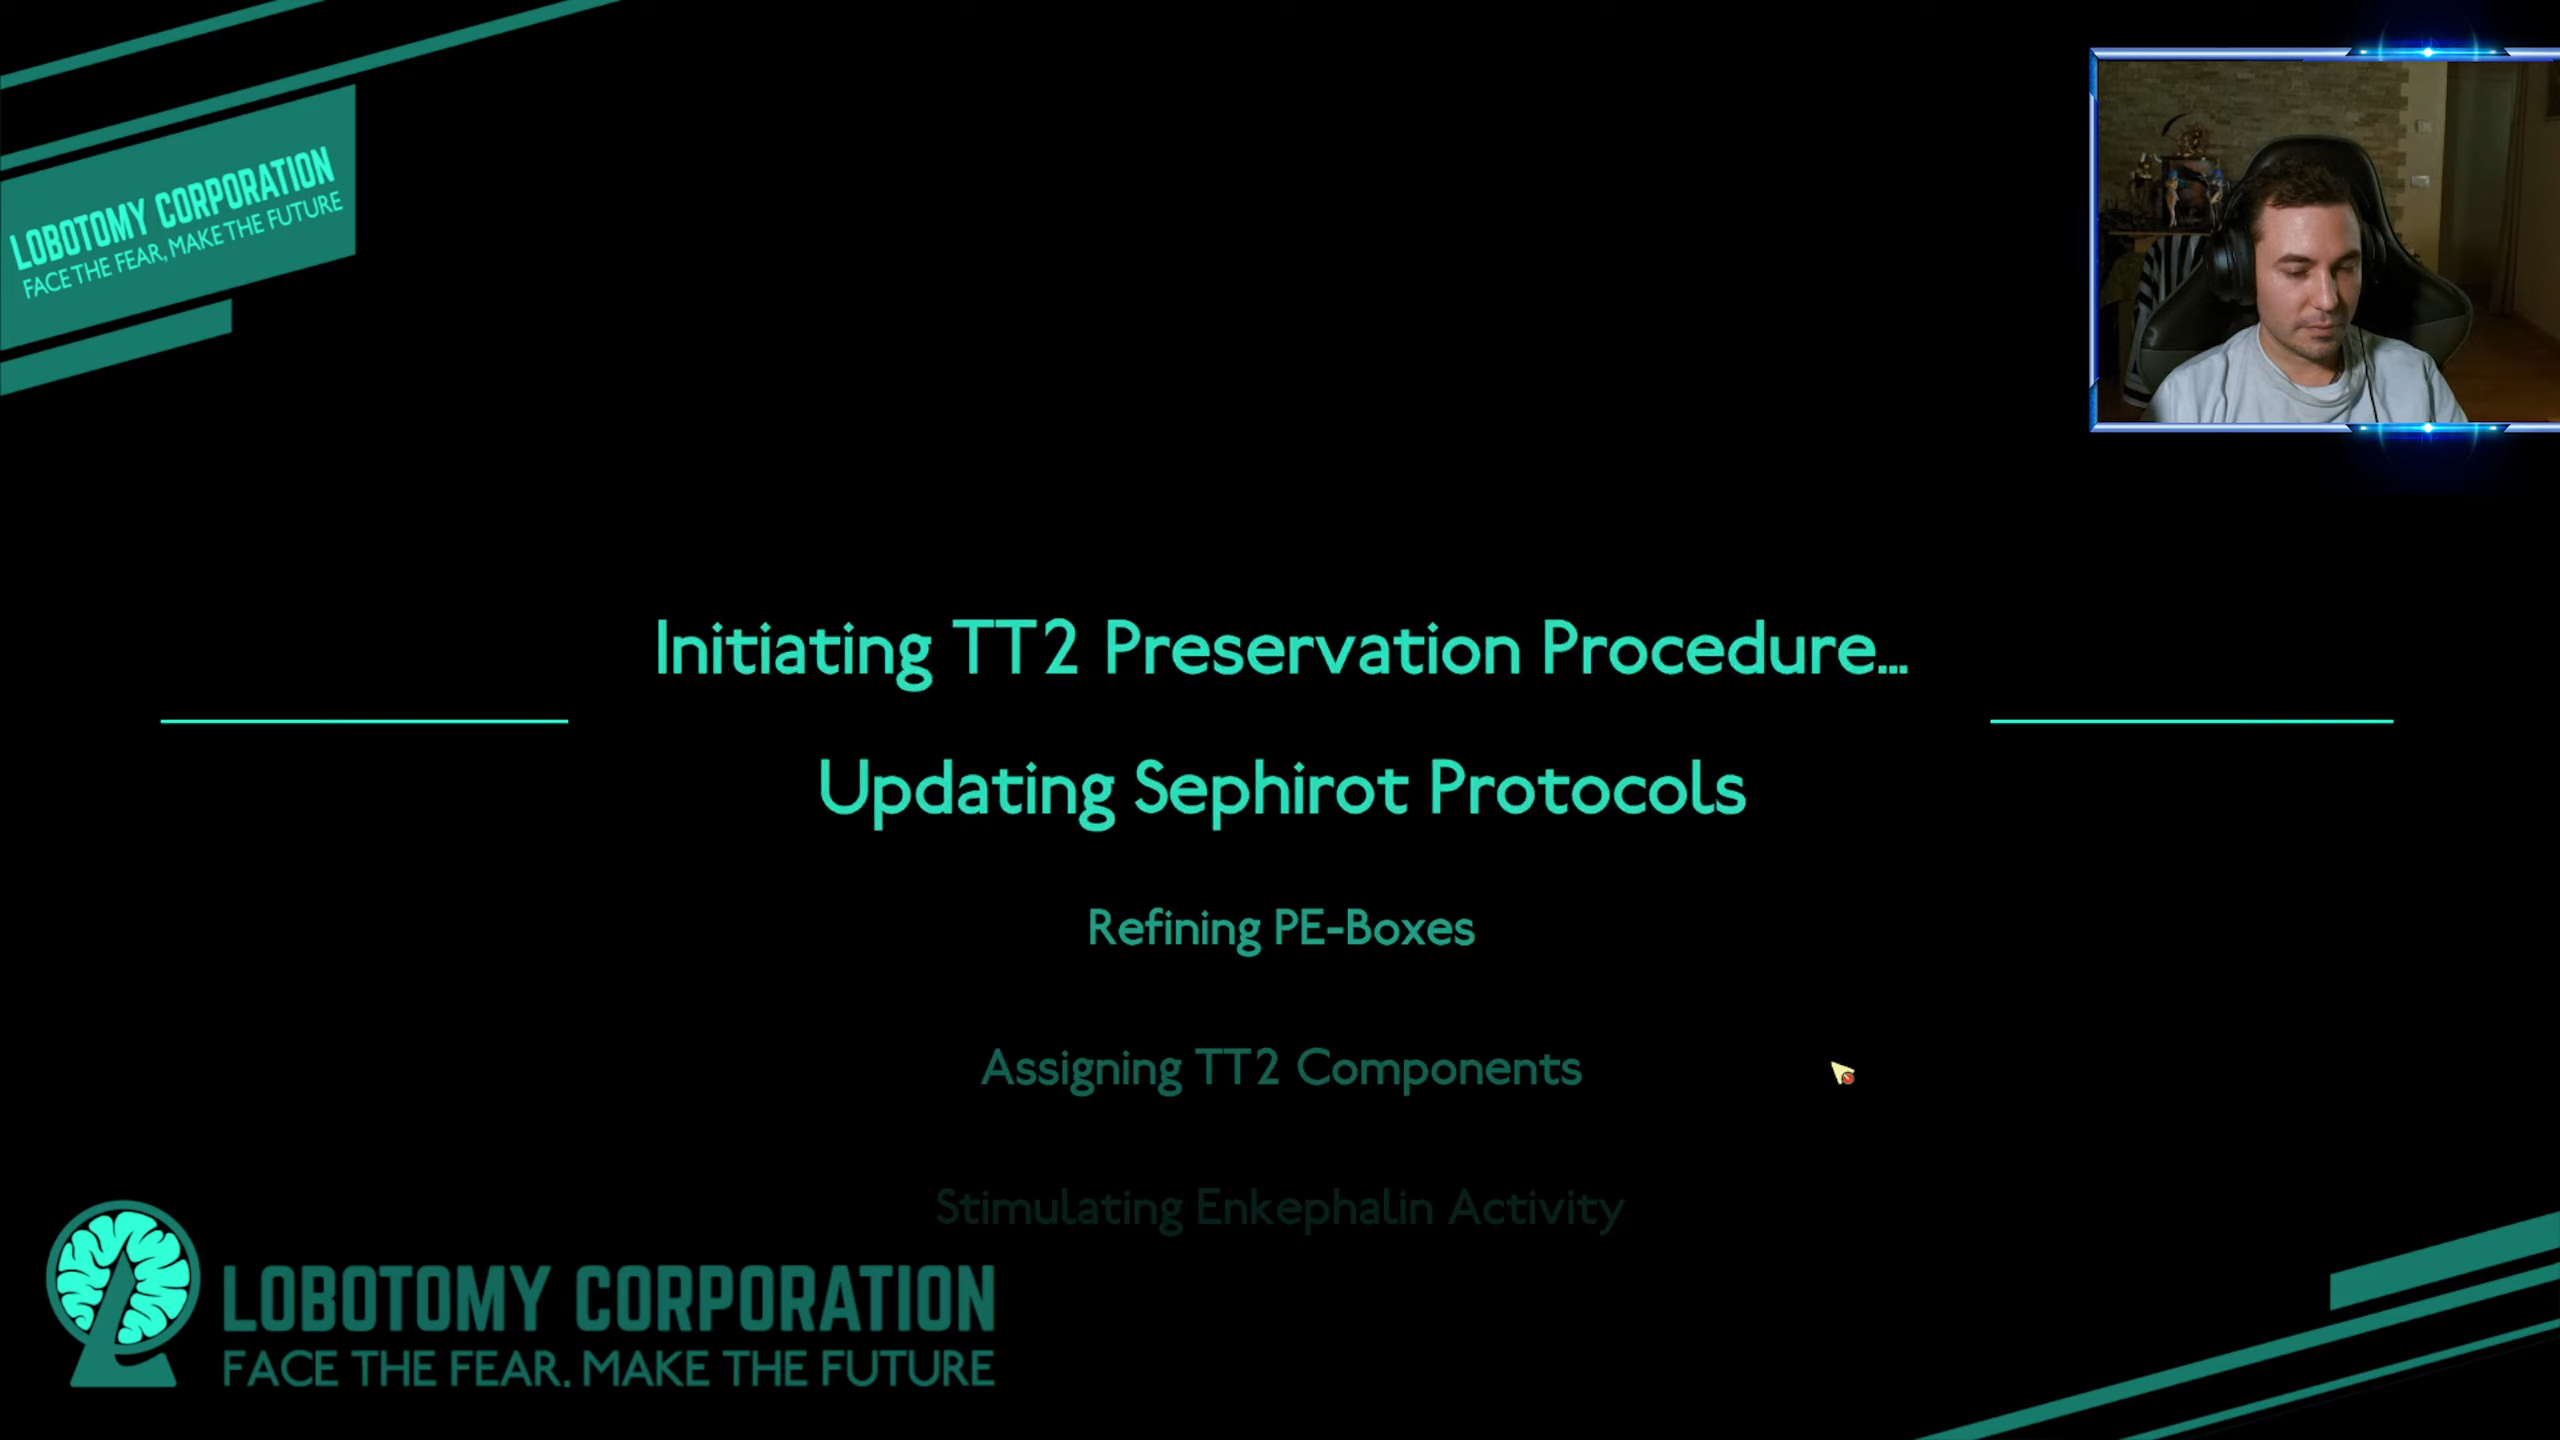 LOBOTOMY CORPORATION
FACE THE FEAR, MAKE THE FUTURE
Initiating TT2 Preservation Procedure...
Updating Sephirot Protocols
Refining PE-Boxes
Assigning TT2 Components
Stimulating Enkephalin Activity
LOBOTOMY CORPORATION
FACE THE FEAR. MAKE THE FUTURE